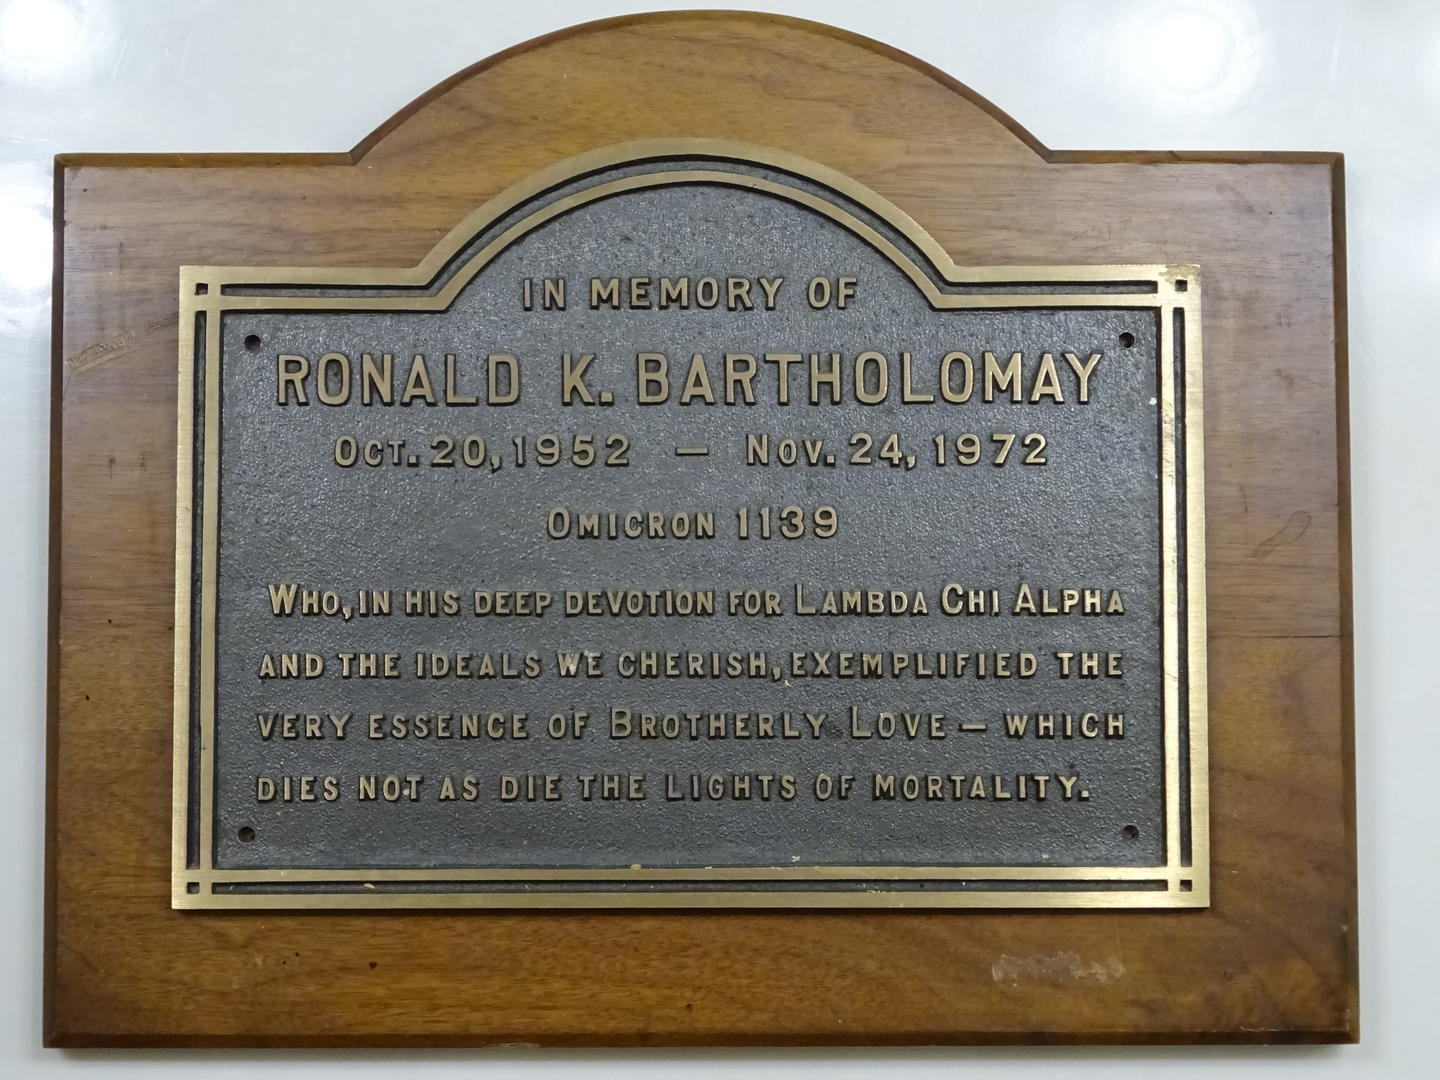 IN MEMORY OF
RONALD K. BARTHOLOMAY
OCT. 20, 1952 — NOV. 24, 1972
OMICRON 1139
WHO, IN HIS DEEP DEVOTION FOR LAMBDA CHI ALPHA
AND THE IDEALS WE CHERISH, EXEMPLIFIED THE
VERY ESSENCE OF BROTHERLY LOVE — WHICH
DIES NOT AS DIE THE LIGHTS OF MORTALITY.